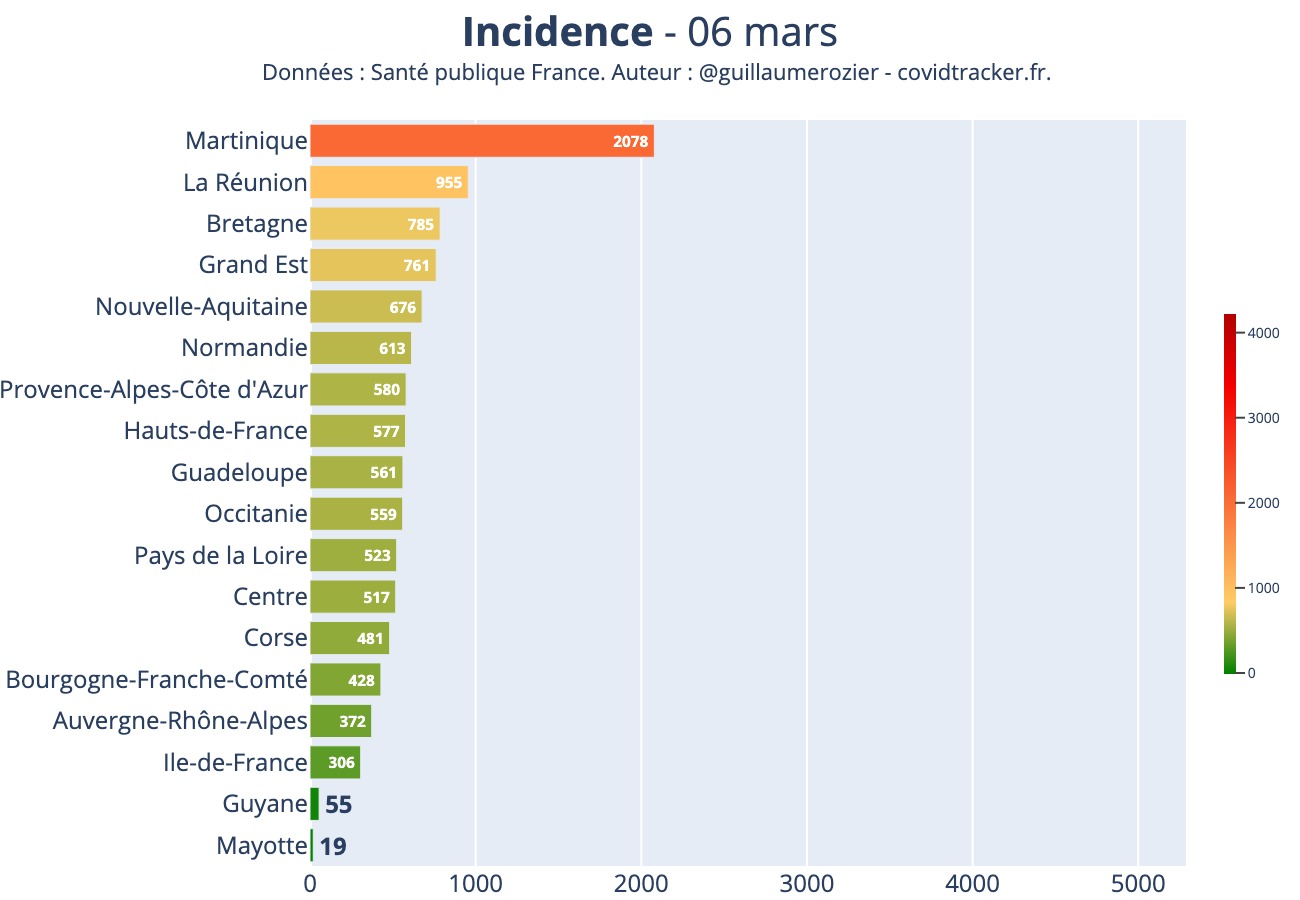 Incidence - 06 mars
Données : Santé publique France. Auteur : @guillaumerozier - covidtracker.fr.
Martinique 2078
La Réunion 955
Bretagne 785
Grand Est 761
Nouvelle-Aquitaine 676
Normandie 613
Provence-Alpes-Côte d'Azur 580
Hauts-de-France 577
Guadeloupe 561
Occitanie 559
Pays de la Loire 523
Centre 517
Corse 481
Bourgogne-Franche-Comté 428
Auvergne-Rhône-Alpes 372
Ile-de-France 306
Guyane 55
Mayotte 19
0 1000 2000 3000 4000 5000
4000
3000
2000
1000
0